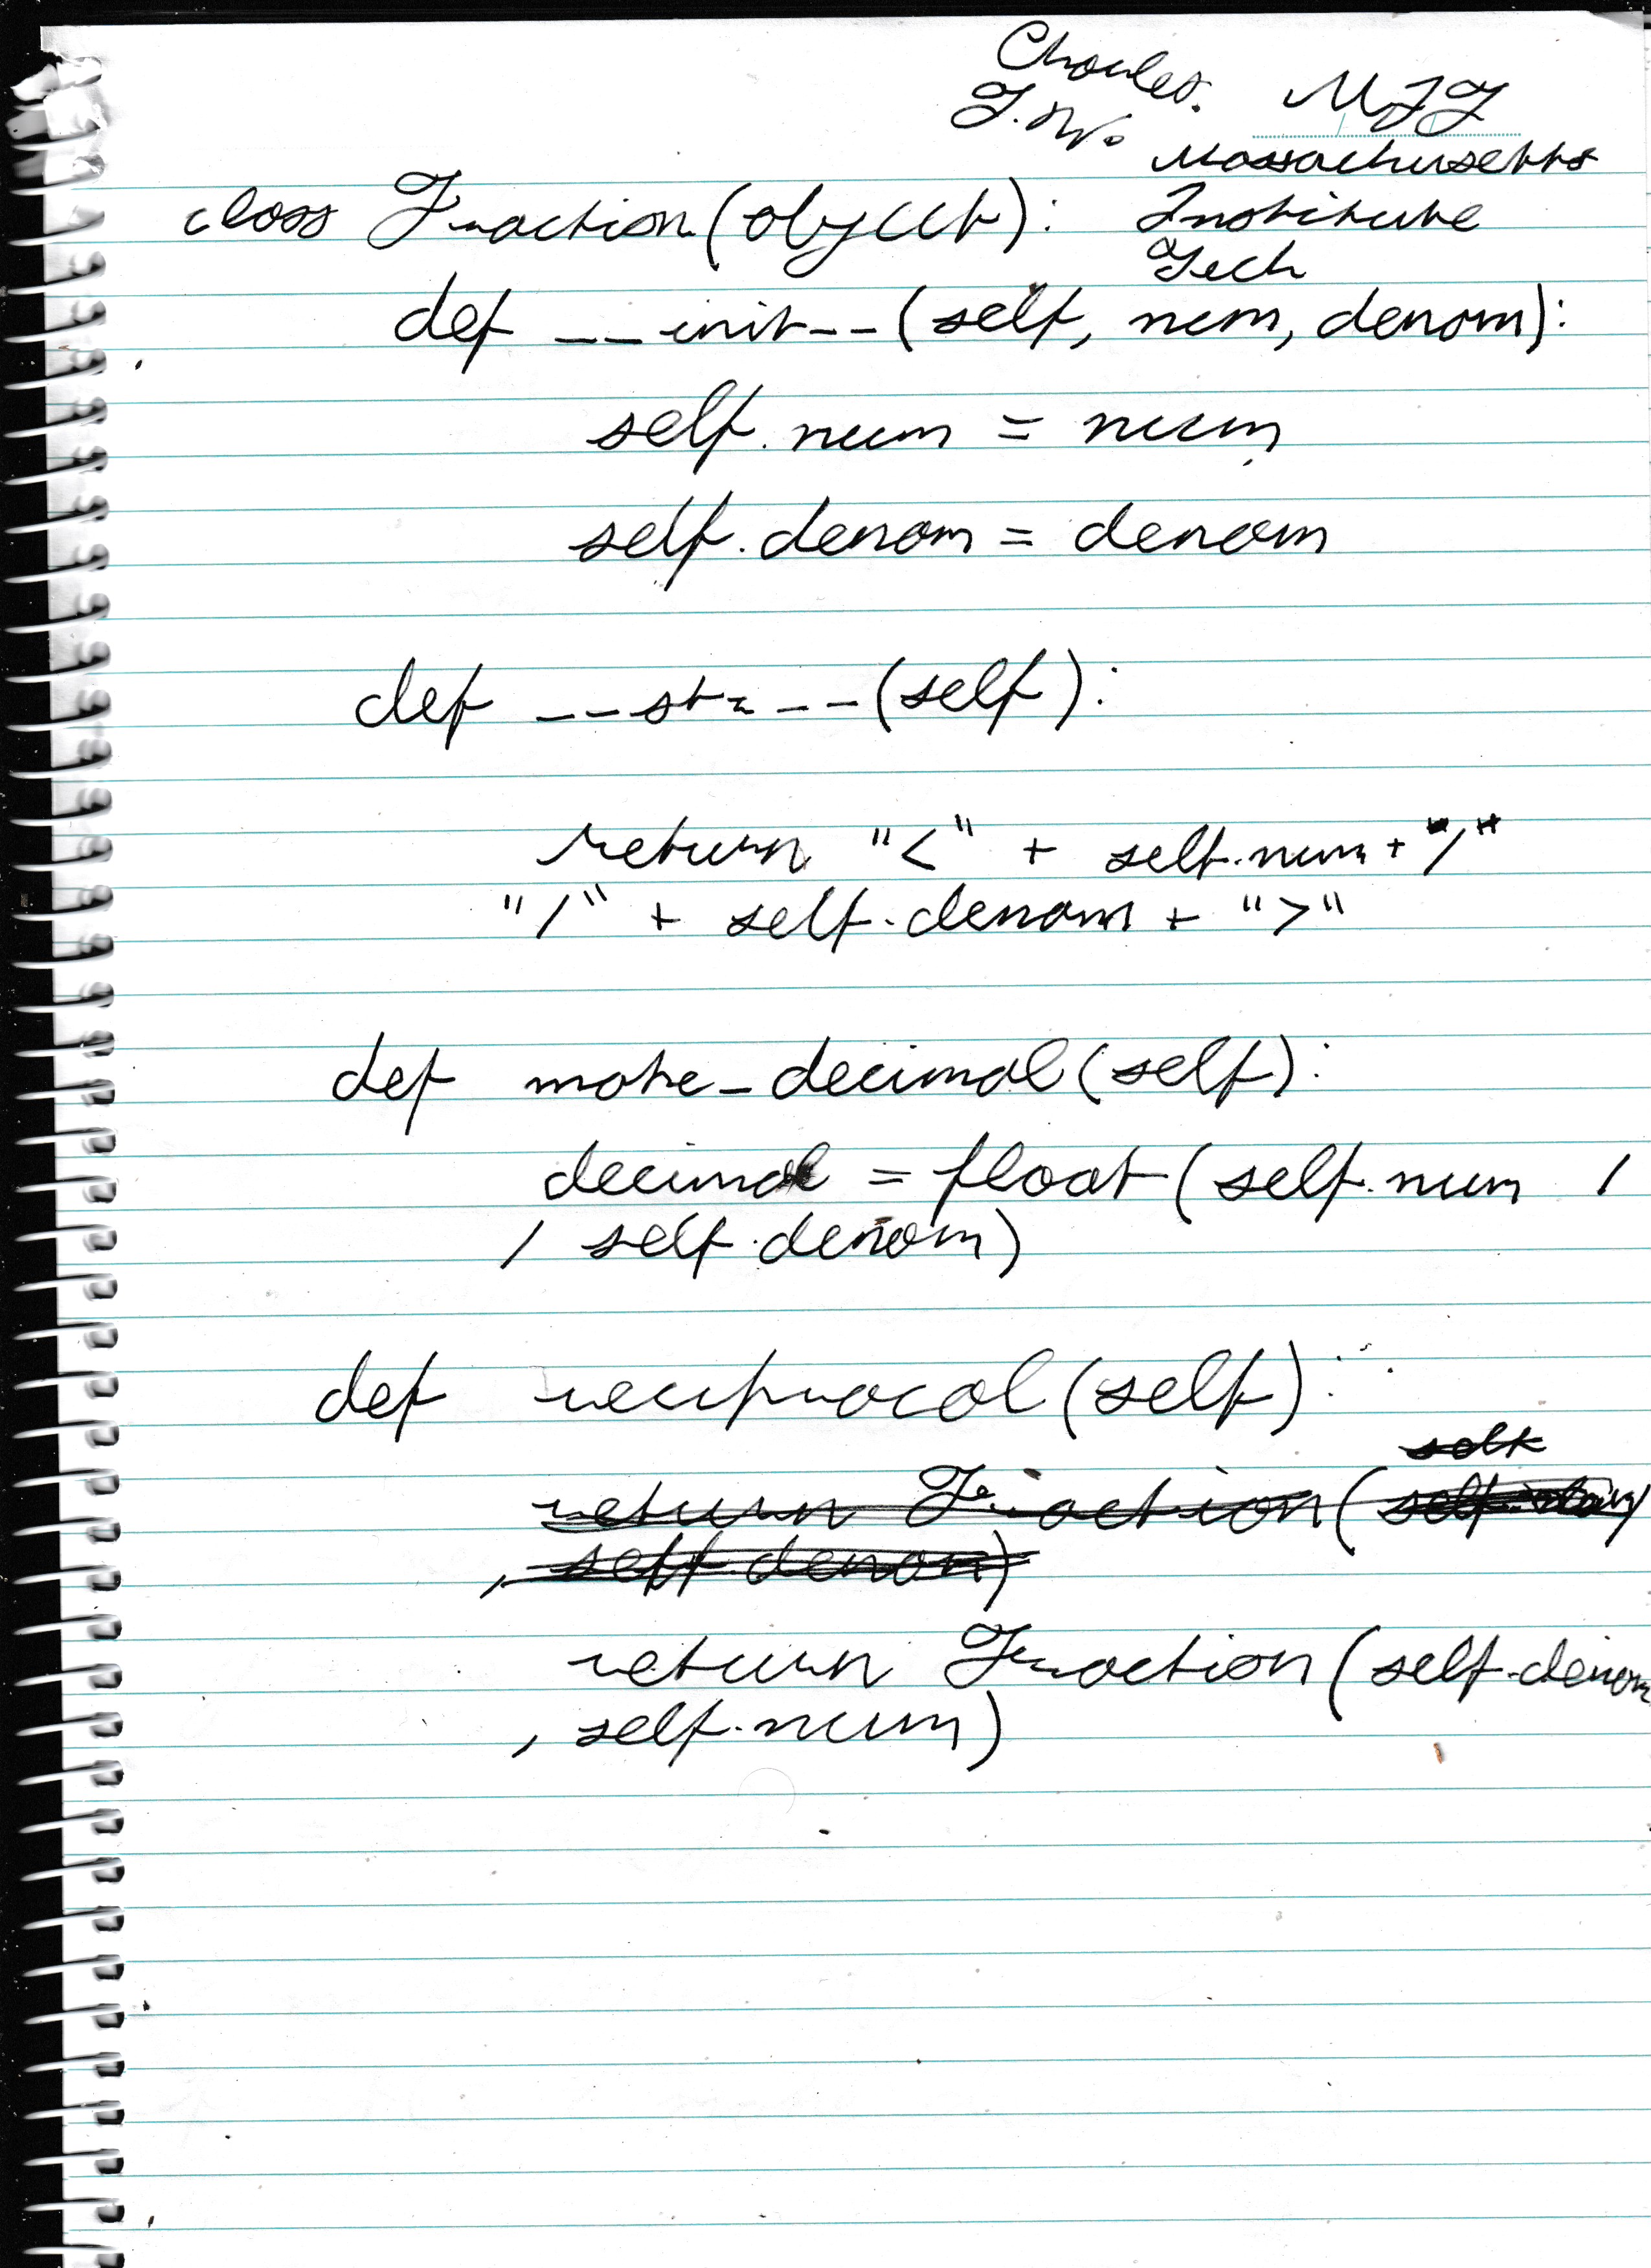 Charles. MIT
T.W. Massachusetts
class Fraction(object): Institute
Tech
def __init__(self, num, denom):
self.num = num
self.denom = denom
def __str__(self):
return "<" + self.num + "/"
"/" + self.denom + ">"
def make_decimal(self):
decimal = float(self.num /
/ self.denom)
def reciprocal(self):
self
return Fraction(self
, self.denom)
return Fraction(self.denom
, self.num)